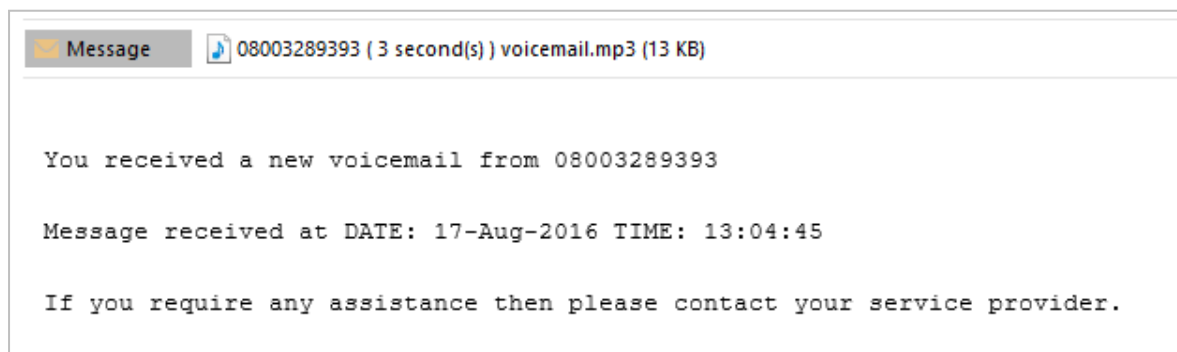 Message 08003289393 ( 3 second(s) ) voicemail.mp3 (13 KB)
You received a new voicemail from 08003289393
Message received at DATE: 17-Aug-2016 TIME: 13:04:45
If you require any assistance then please contact your service provider.